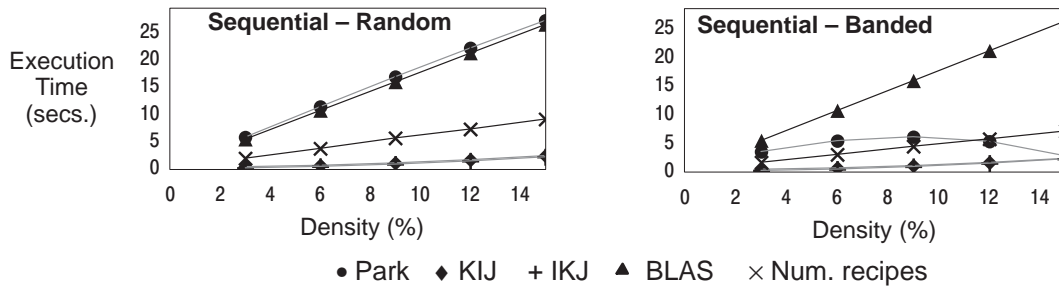 Sequential – Random
Execution
Time
(secs.)
25
20
15
10
5
0
0 2 4 6 8 10 12 14
Density (%)
Sequential – Banded
25
20
15
10
5
0
0 2 4 6 8 10 12 14
Density (%)
Park KIJ IKJ BLAS Num. recipes